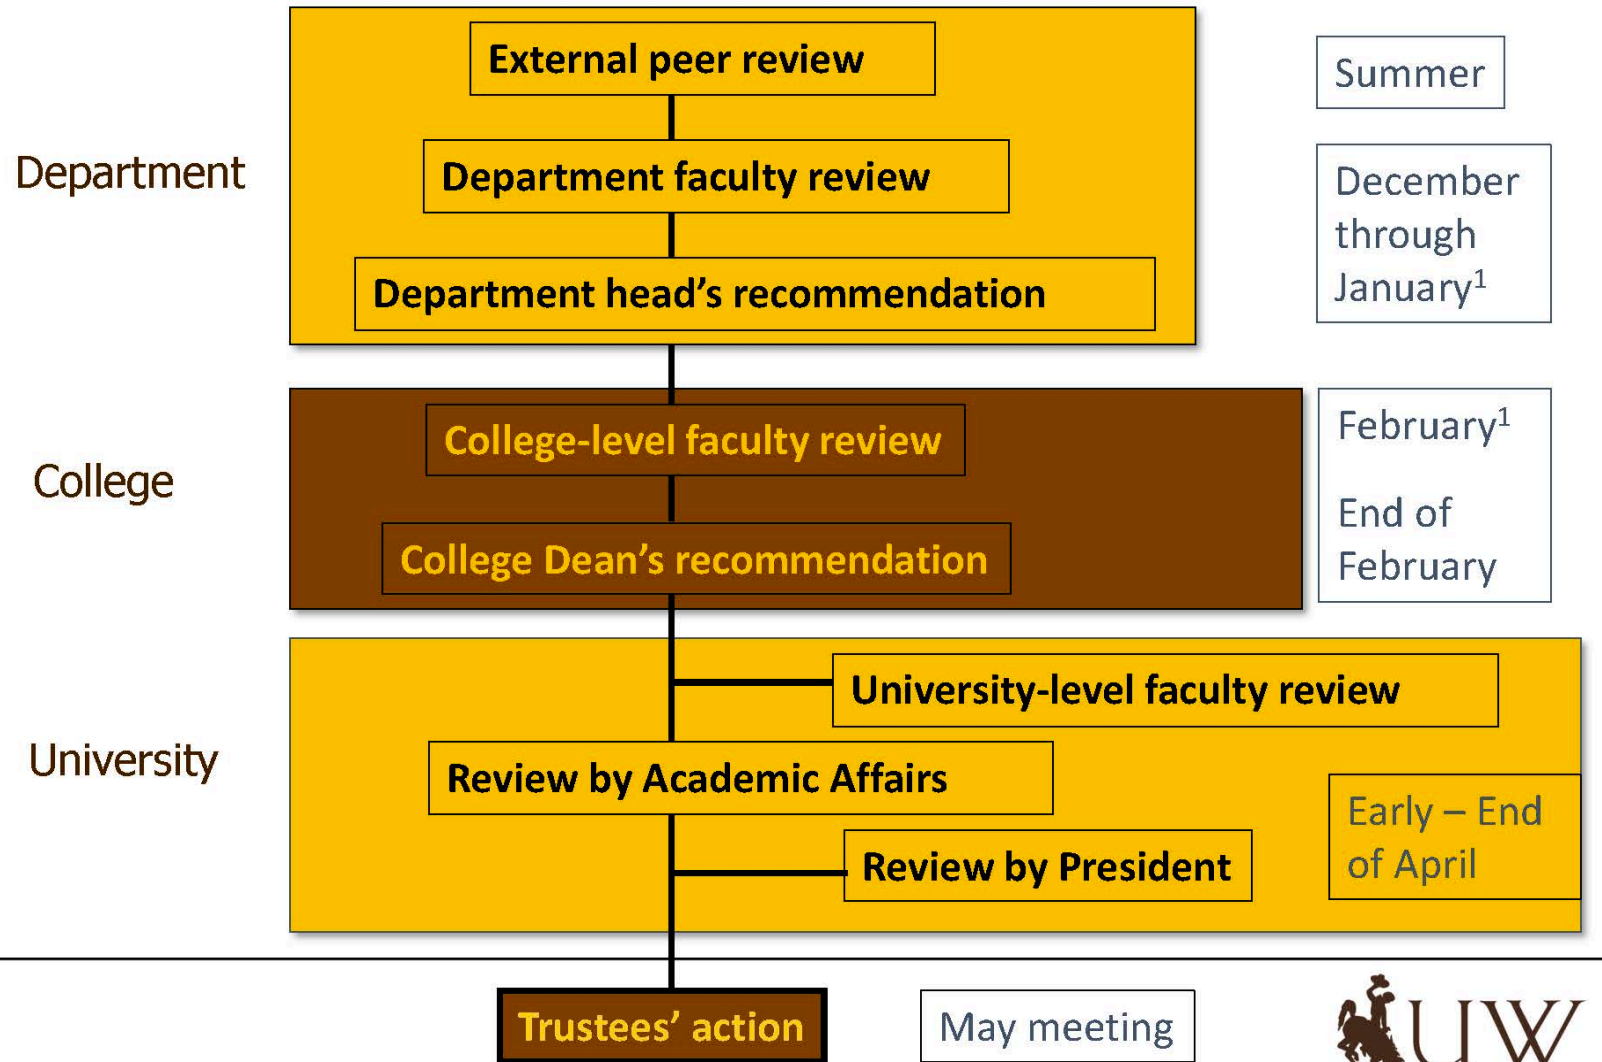 External peer review
Summer
Department
Department faculty review
December
through
January¹
Department head’s recommendation
College
College-level faculty review
February¹
College Dean’s recommendation
End of
February
University
University-level faculty review
Review by Academic Affairs
Early – End
of April
Review by President
Trustees’ action
May meeting
UW